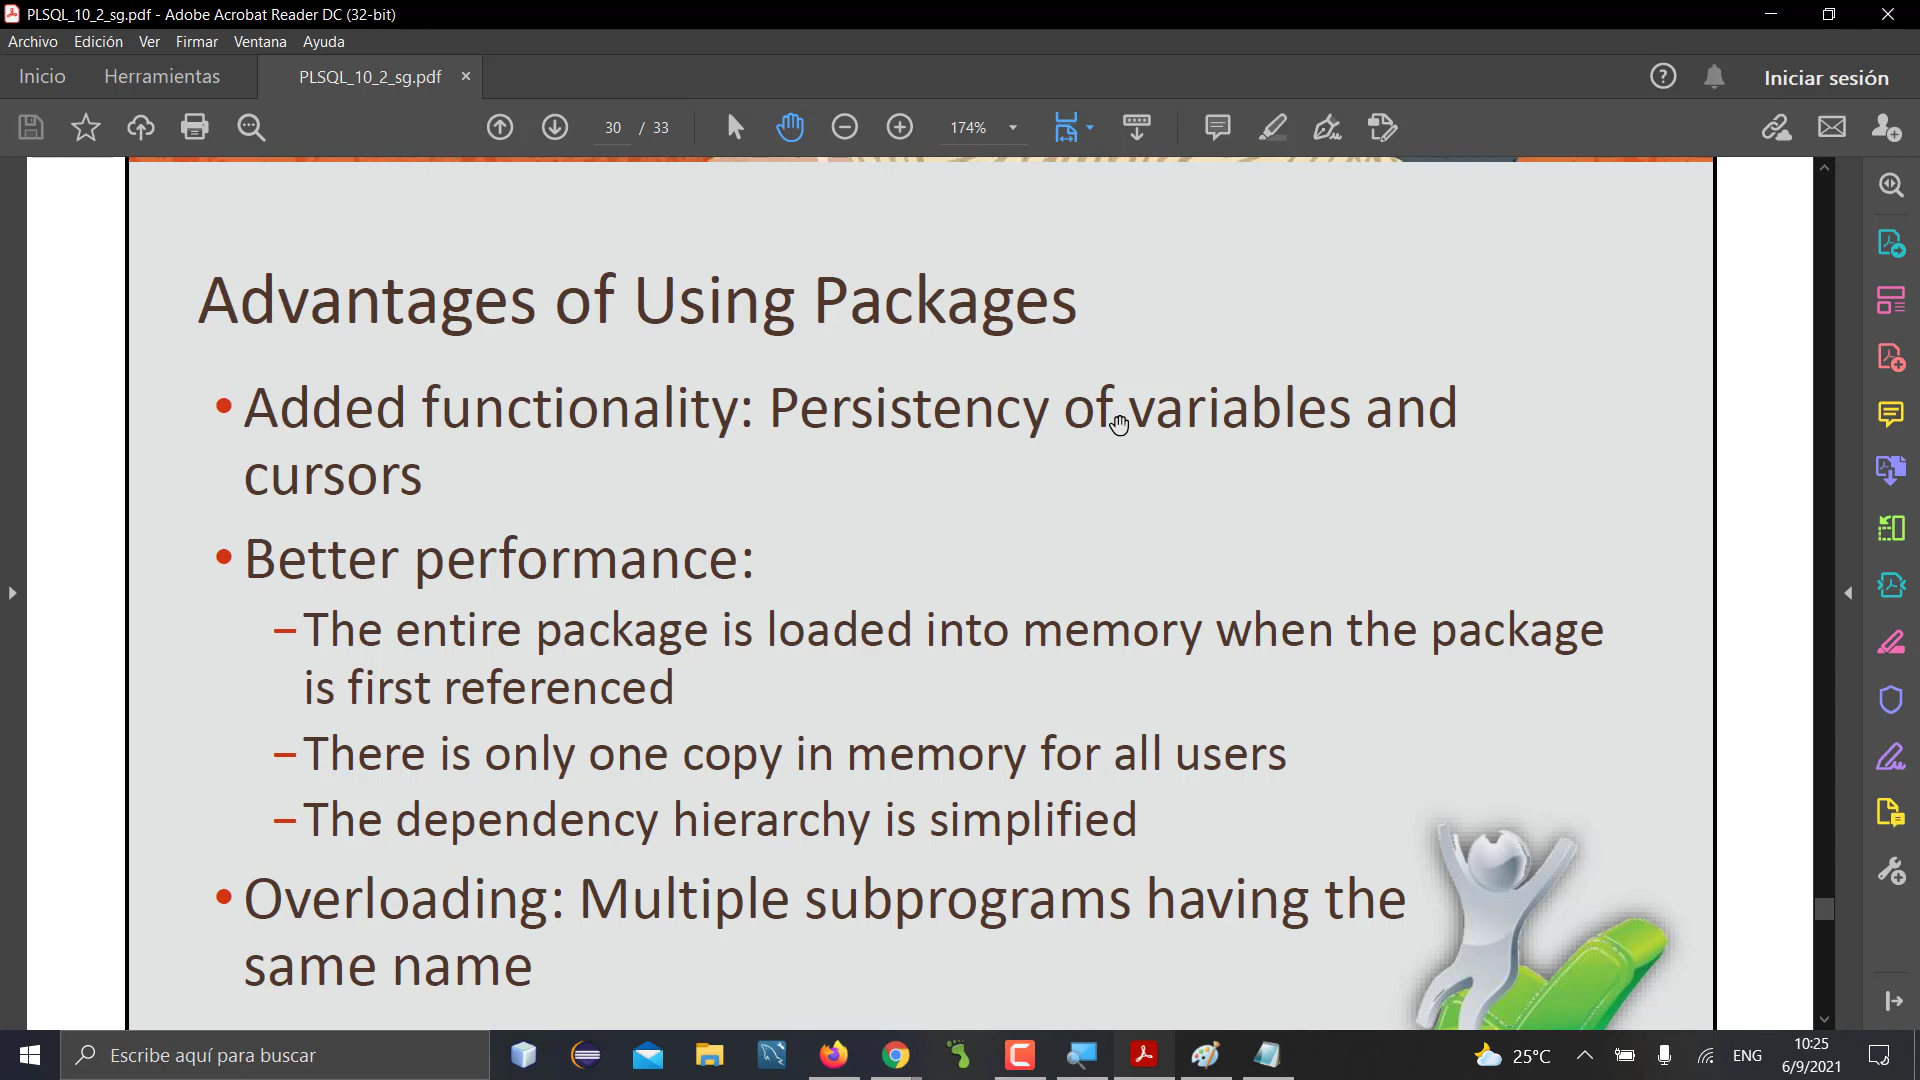 PLSQL_10_2_sg.pdf - Adobe Acrobat Reader DC (32-bit)
Archivo Edición Ver Firmar Ventana Ayuda
Inicio Herramientas PLSQL_10_2_sg.pdf × Iniciar sesión
30 / 33 174%
Advantages of Using Packages
•Added functionality: Persistency of variables and
cursors
•Better performance:
–The entire package is loaded into memory when the package
is first referenced
–There is only one copy in memory for all users
–The dependency hierarchy is simplified
•Overloading: Multiple subprograms having the
same name
Escribe aquí para buscar
25°C ENG 10:25
6/9/2021